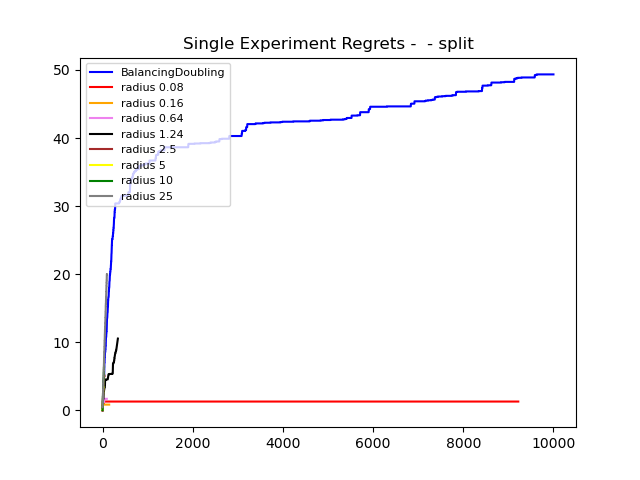 Single Experiment Regrets -  - split
50
40
30
20
10
0
BalancingDoubling
radius 0.08
radius 0.16
radius 0.64
radius 1.24
radius 2.5
radius 5
radius 10
radius 25
0 2000 4000 6000 8000 10000